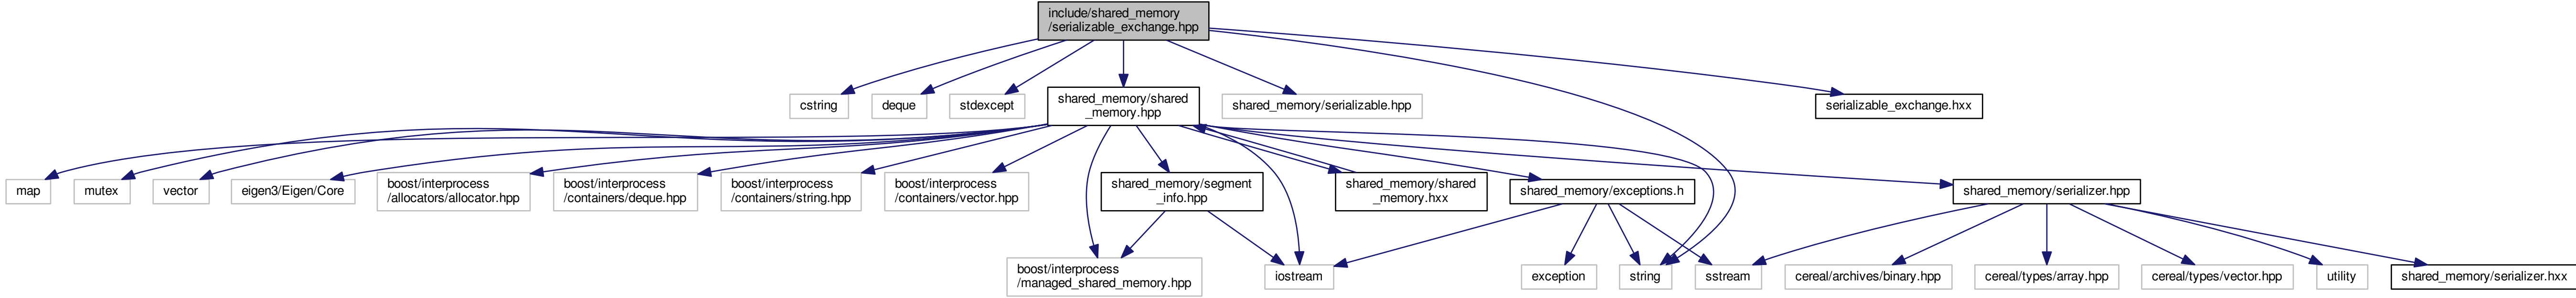 include/shared_memory
/serializable_exchange.hpp
cstring
deque
stdexcept
shared_memory/shared
_memory.hpp
shared_memory/serializable.hpp
serializable_exchange.hxx
map
mutex
vector
eigen3/Eigen/Core
boost/interprocess
/allocators/allocator.hpp
boost/interprocess
/containers/deque.hpp
boost/interprocess
/containers/string.hpp
boost/interprocess
/containers/vector.hpp
shared_memory/segment
_info.hpp
shared_memory/shared
_memory.hxx
shared_memory/exceptions.h
shared_memory/serializer.hpp
boost/interprocess
/managed_shared_memory.hpp
iostream
exception
string
sstream
cereal/archives/binary.hpp
cereal/types/array.hpp
cereal/types/vector.hpp
utility
shared_memory/serializer.hxx